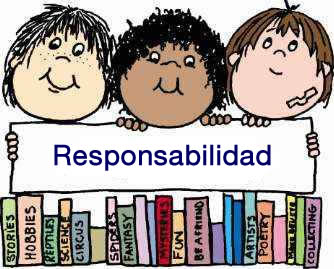 Responsabilidad
STORIES
HOBBIES
REPTILES
SCIENCE
CIRCUS
SPIDERS
FANTASY
MYSTERIES
FUN
BE A FRIEND
ARTISTS
POETRY
COLLECTING